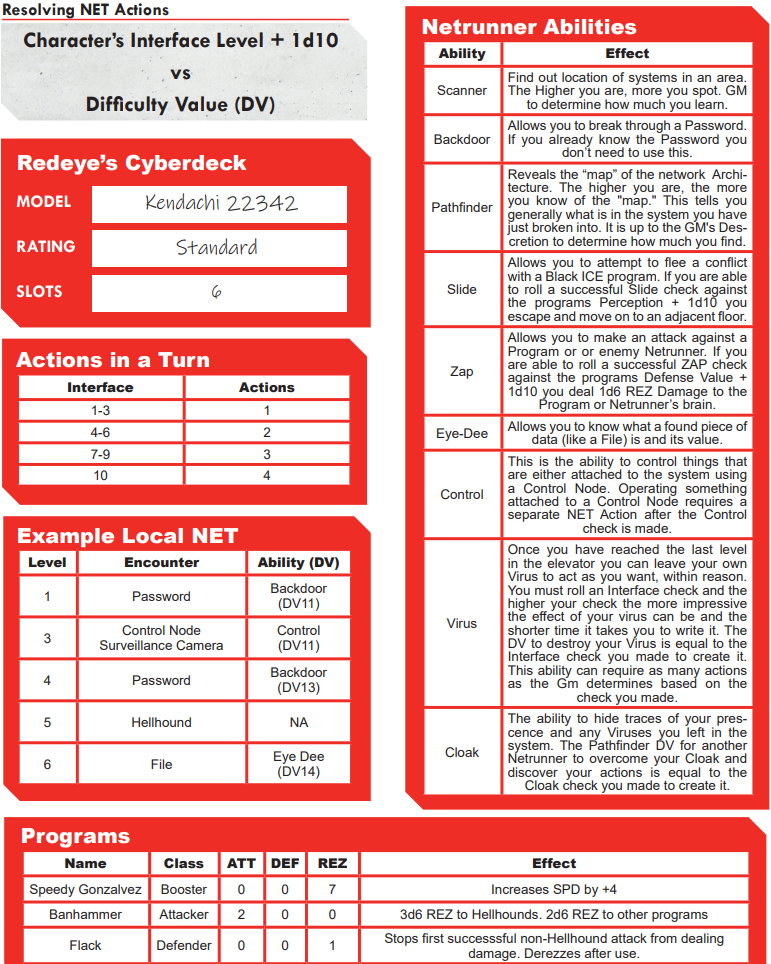 Resolving NET Actions
Character's Interface Level + 1d10
vs
Difficulty Value (DV)
Redeye's Cyberdeck
MODEL Kendachi 22342
RATING Standard
SLOTS 6
Actions in a Turn
Interface Actions
1-3 1
4-6 2
7-9 3
10 4
Example Local NET
Level Encounter Ability (DV)
1 Password Backdoor
(DV11)
3 Control Node
Surveillance Camera
Control
(DV11)
4 Password Backdoor
(DV13)
5 Hellhound NA
6 File Eye Dee
(DV14)
Netrunner Abilities
Ability Effect
Scanner
Find out location of systems in an area.
The Higher you are, more you spot. GM
to determine how much you learn.
Backdoor
Allows you to break through a Password.
If you already know the Password you
don't need to use this.
Pathfinder
Reveals the “map” of the network Archi-
tecture. The higher you are, the more
you know of the "map." This tells you
generally what is in the system you have
just broken into. It is up to the GM's Des-
cretion to determine how much you find.
Slide
Allows you to attempt to flee a conflict
with a Black ICE program. If you are able
to roll a successful Slide check against
the programs Perception + 1d10 you
escape and move on to an adjacent floor.
Zap
Allows you to make an attack against a
Program or or enemy Netrunner. If you
are able to roll a successful ZAP check
against the programs Defense Value +
1d10 you deal 1d6 REZ Damage to the
Program or Netrunner's brain.
Eye-Dee
Allows you to know what a found piece of
data (like a File) is and its value.
Control
This is the ability to control things that
are either attached to the system using
a Control Node. Operating something
attached to a Control Node requires a
separate NET Action after the Control
check is made.
Virus
Once you have reached the last level
in the elevator you can leave your own
Virus to act as you want, within reason.
You must roll an Interface check and the
higher your check the more impressive
the effect of your virus can be and the
shorter time it takes you to write it. The
DV to destroy your Virus is equal to the
Interface check you made to create it.
This ability can require as many actions
as the Gm determines based on the
check you made.
Cloak
The ability to hide traces of your pres-
cence and any Viruses you left in the
system. The Pathfinder DV for another
Netrunner to overcome your Cloak and
discover your actions is equal to the
Cloak check you made to create it.
Programs
Name Class ATT DEF REZ Effect
Speedy Gonzalvez Booster 0 0 7 Increases SPD by +4
Banhammer Attacker 2 0 0 3d6 REZ to Hellhounds. 2d6 REZ to other programs
Flack Defender 0 0 1 Stops first successsful non-Hellhound attack from dealing
damage. Derezzes after use.